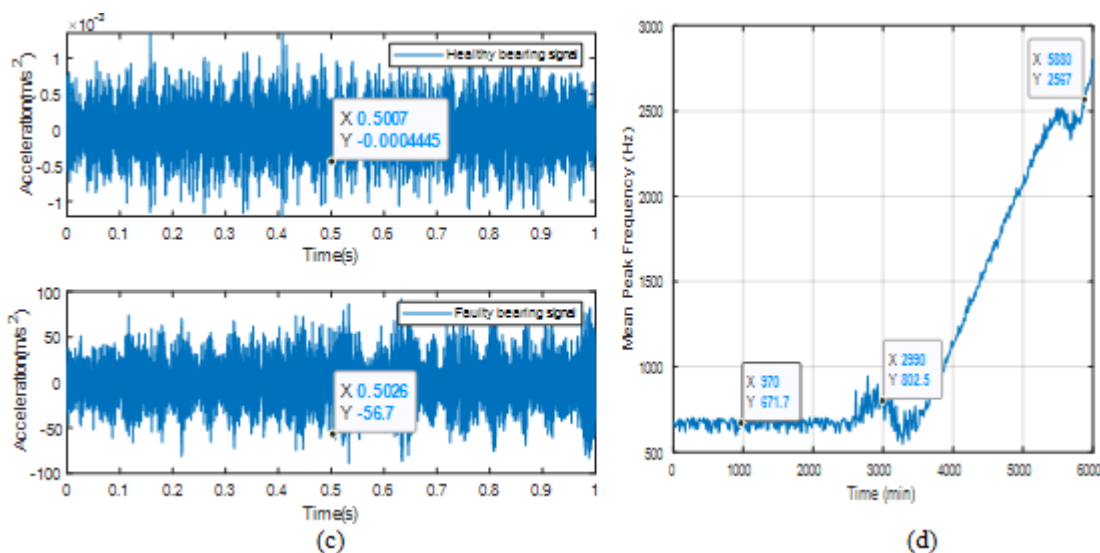 ×10⁻³
Healthy bearing signal
Acceleration(m/s²)
1
0.5
0
-0.5
-1
X 0.5007
Y -0.0004445
0 0.1 0.2 0.3 0.4 0.5 0.6 0.7 0.8 0.9 1
Time(s)
Faulty bearing signal
Acceleration(m/s²)
100
50
0
-50
-100
X 0.5026
Y -56.7
0 0.1 0.2 0.3 0.4 0.5 0.6 0.7 0.8 0.9 1
Time(s)
(c)
Mean Peak Frequency (Hz)
3000
2500
2000
1500
1000
500
X 5880
Y 2567
X 2990
Y 802.5
X 970
Y 671.7
0 1000 2000 3000 4000 5000 6000
Time (min)
(d)